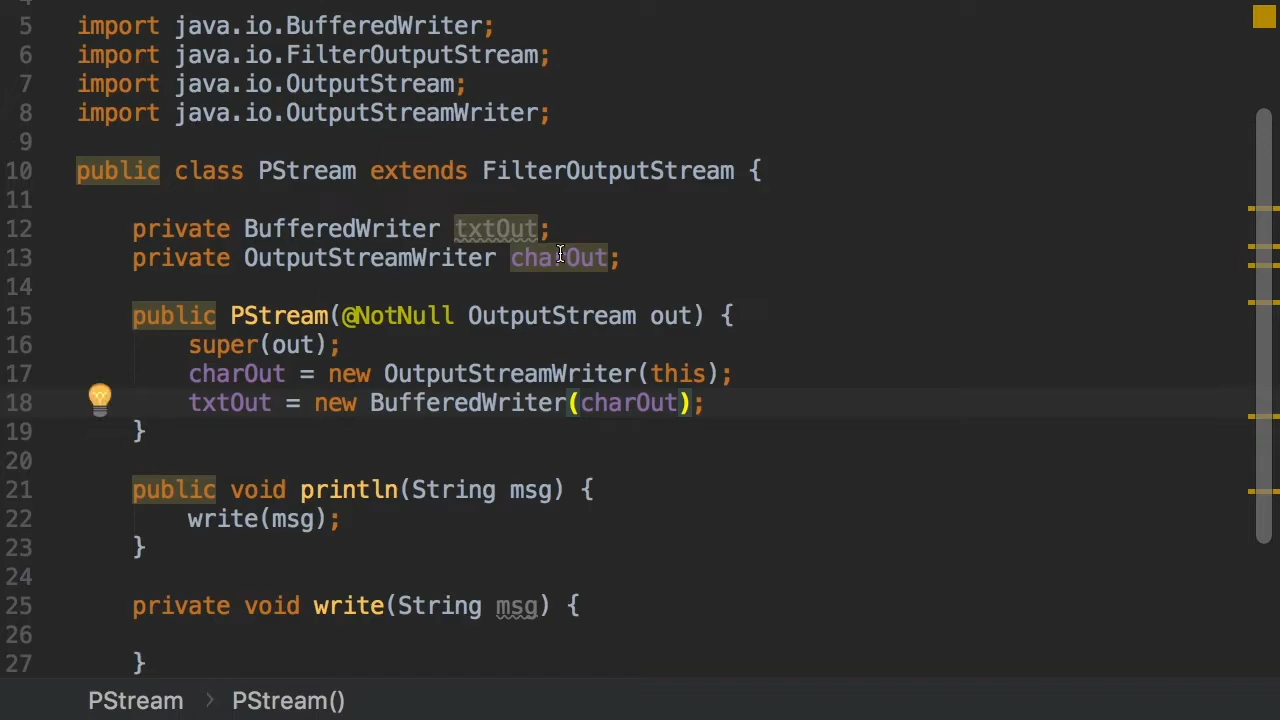 5 import java.io.BufferedWriter;
6 import java.io.FilterOutputStream;
7 import java.io.OutputStream;
8 import java.io.OutputStreamWriter;
9
10 public class PStream extends FilterOutputStream {
11
12 private BufferedWriter txtOut;
13 private OutputStreamWriter charOut;
14
15 public PStream(@NotNull OutputStream out) {
16 super(out);
17 charOut = new OutputStreamWriter(this);
18 txtOut = new BufferedWriter(charOut);
19 }
20
21 public void println(String msg) {
22 write(msg);
23 }
24
25 private void write(String msg) {
26
27 }
PStream > PStream()